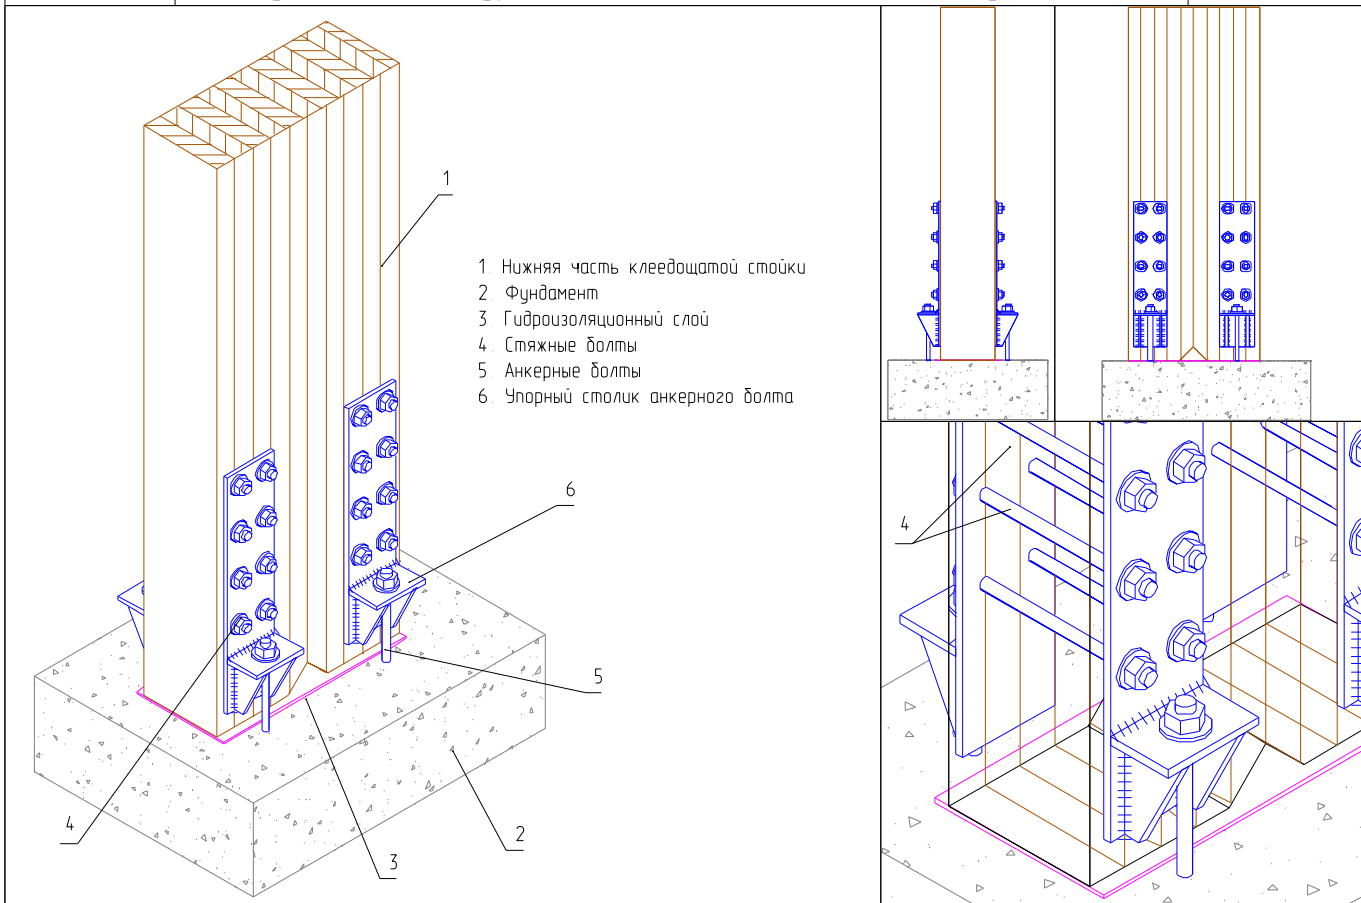 1
1. Нижняя часть клеедощатой стойки
2. Фундамент
3. Гидроизоляционный слой
4. Стяжные болты
5. Анкерные болты
6. Упорный столик анкерного болта
6
4
5
4
2
3